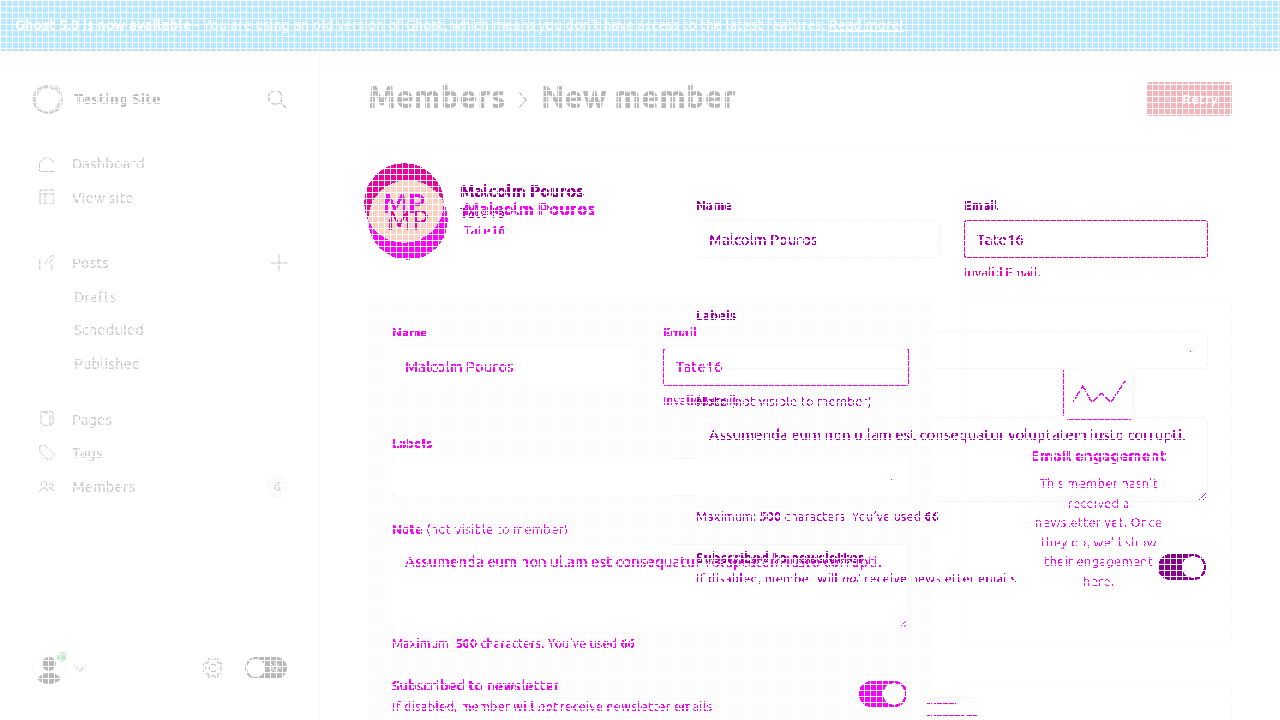 Ghost 5.0 is now available - You are using an old version of Ghost, which means you don't have access to the latest features. Read more!
Testing Site
Members › New member
Retry
Dashboard
View site
Posts
Drafts
Scheduled
Published
Pages
Tags
Members
Malcolm Pouros
Malcolm Pouros
Tate16
MP
MP
Name
Malcolm Pouros
Email
Tate16
Invalid Email.
Labels
Name
Malcolm Pouros
Email
Tate16
Note (not visible to member)
Assumenda eum non ullam est consequatur voluptatem iusto corrupti.
Labels
Maximum: 500 characters. You've used 66
Email engagement
This member hasn't
received a
newsletter yet. Once
they do, we'll show
their engagement
here.
Note (not visible to member)
Assumenda eum non ullam est consequatur voluptatem iusto corrupti.
Subscribed to newsletter
If disabled, member will not receive newsletter emails
Maximum: 500 characters. You've used 66
Subscribed to newsletter
If disabled, member will not receive newsletter emails